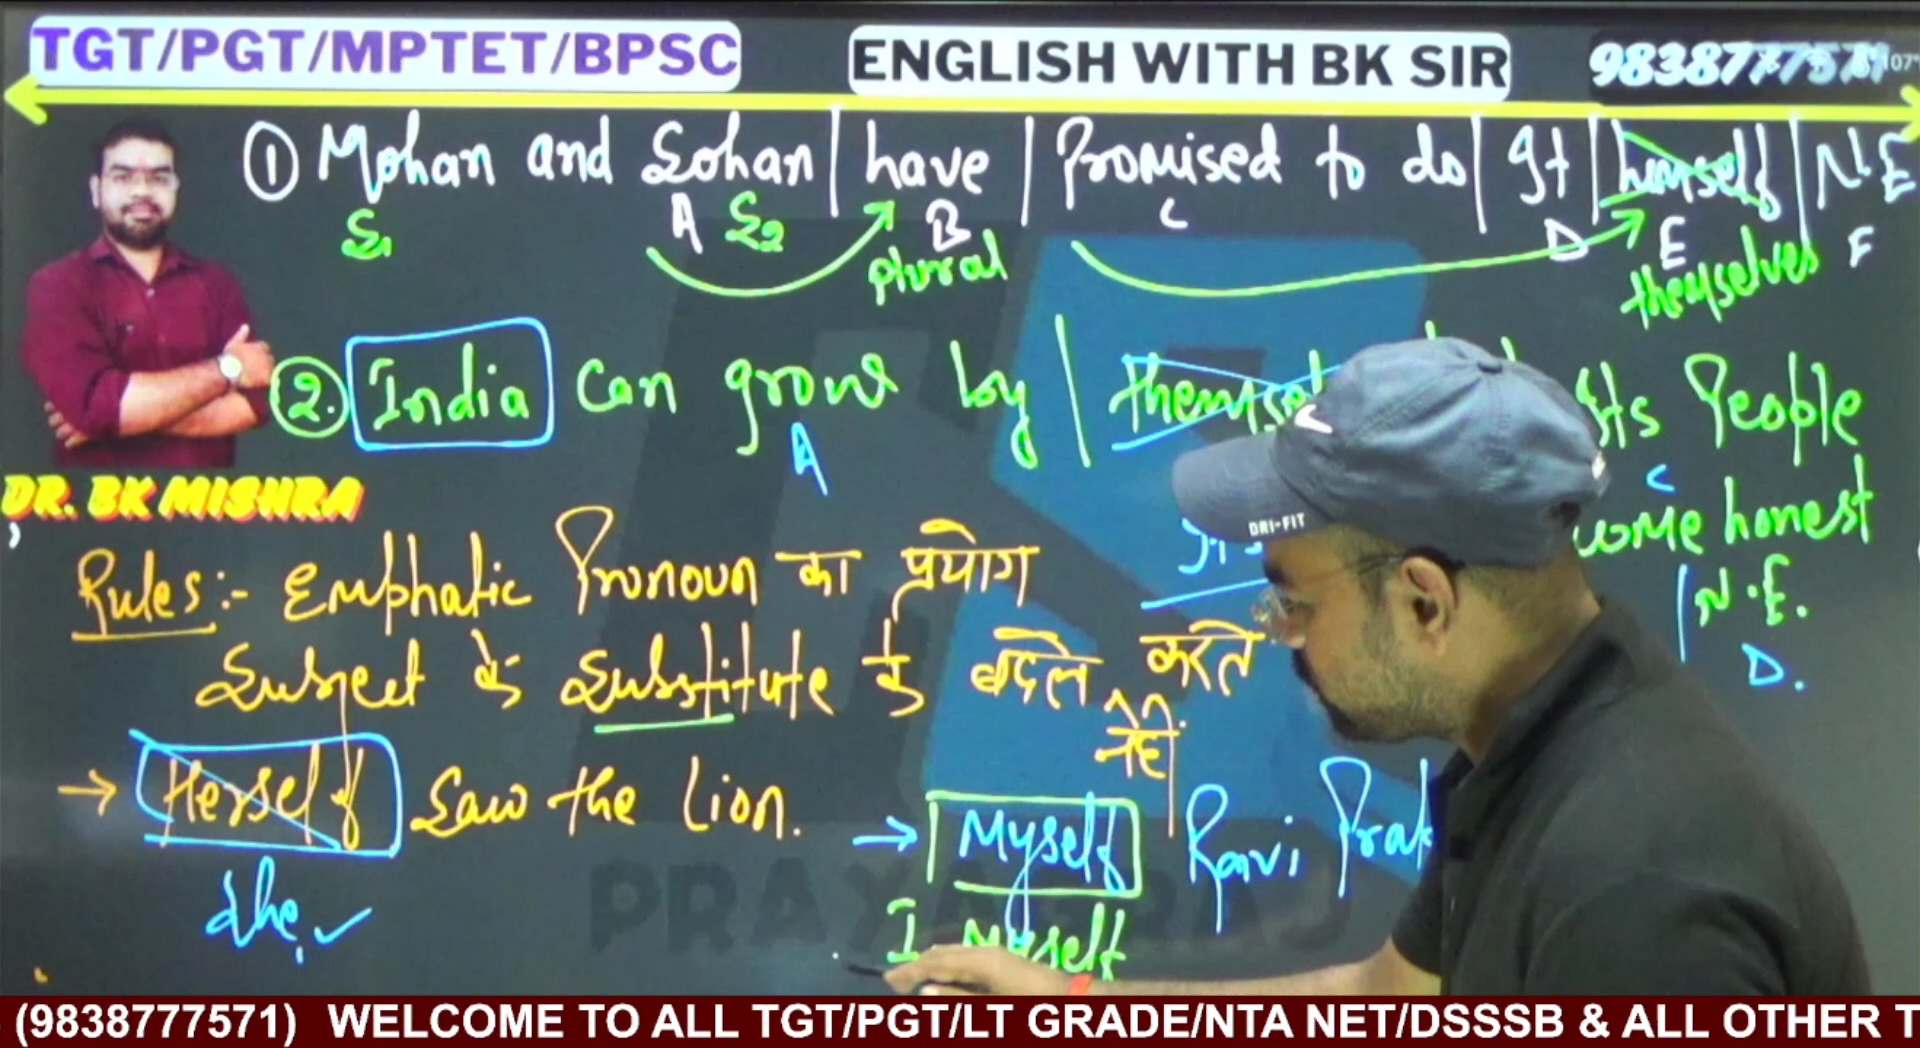 TGT/PGT/MPTET/BPSC ENGLISH WITH BK SIR 9838777571
① Mohan and Sohan | have | Promised to do | It | himself | N.E
S1 A S2 B C D E F
plural themselves
②. India can grow by | Its People
A C
DR. BK MISHRA
come honest
Rules:- Emphatic Pronoun का प्रयोग
| N.E.
Subject के Substitute के बदले करते
D.
नहीं
→ Herself Saw the Lion.
→ Myself Ravi
She ✓
I myself
PRAYAGRAJ
(9838777571) WELCOME TO ALL TGT/PGT/LT GRADE/NTA NET/DSSSB & ALL OTHER T